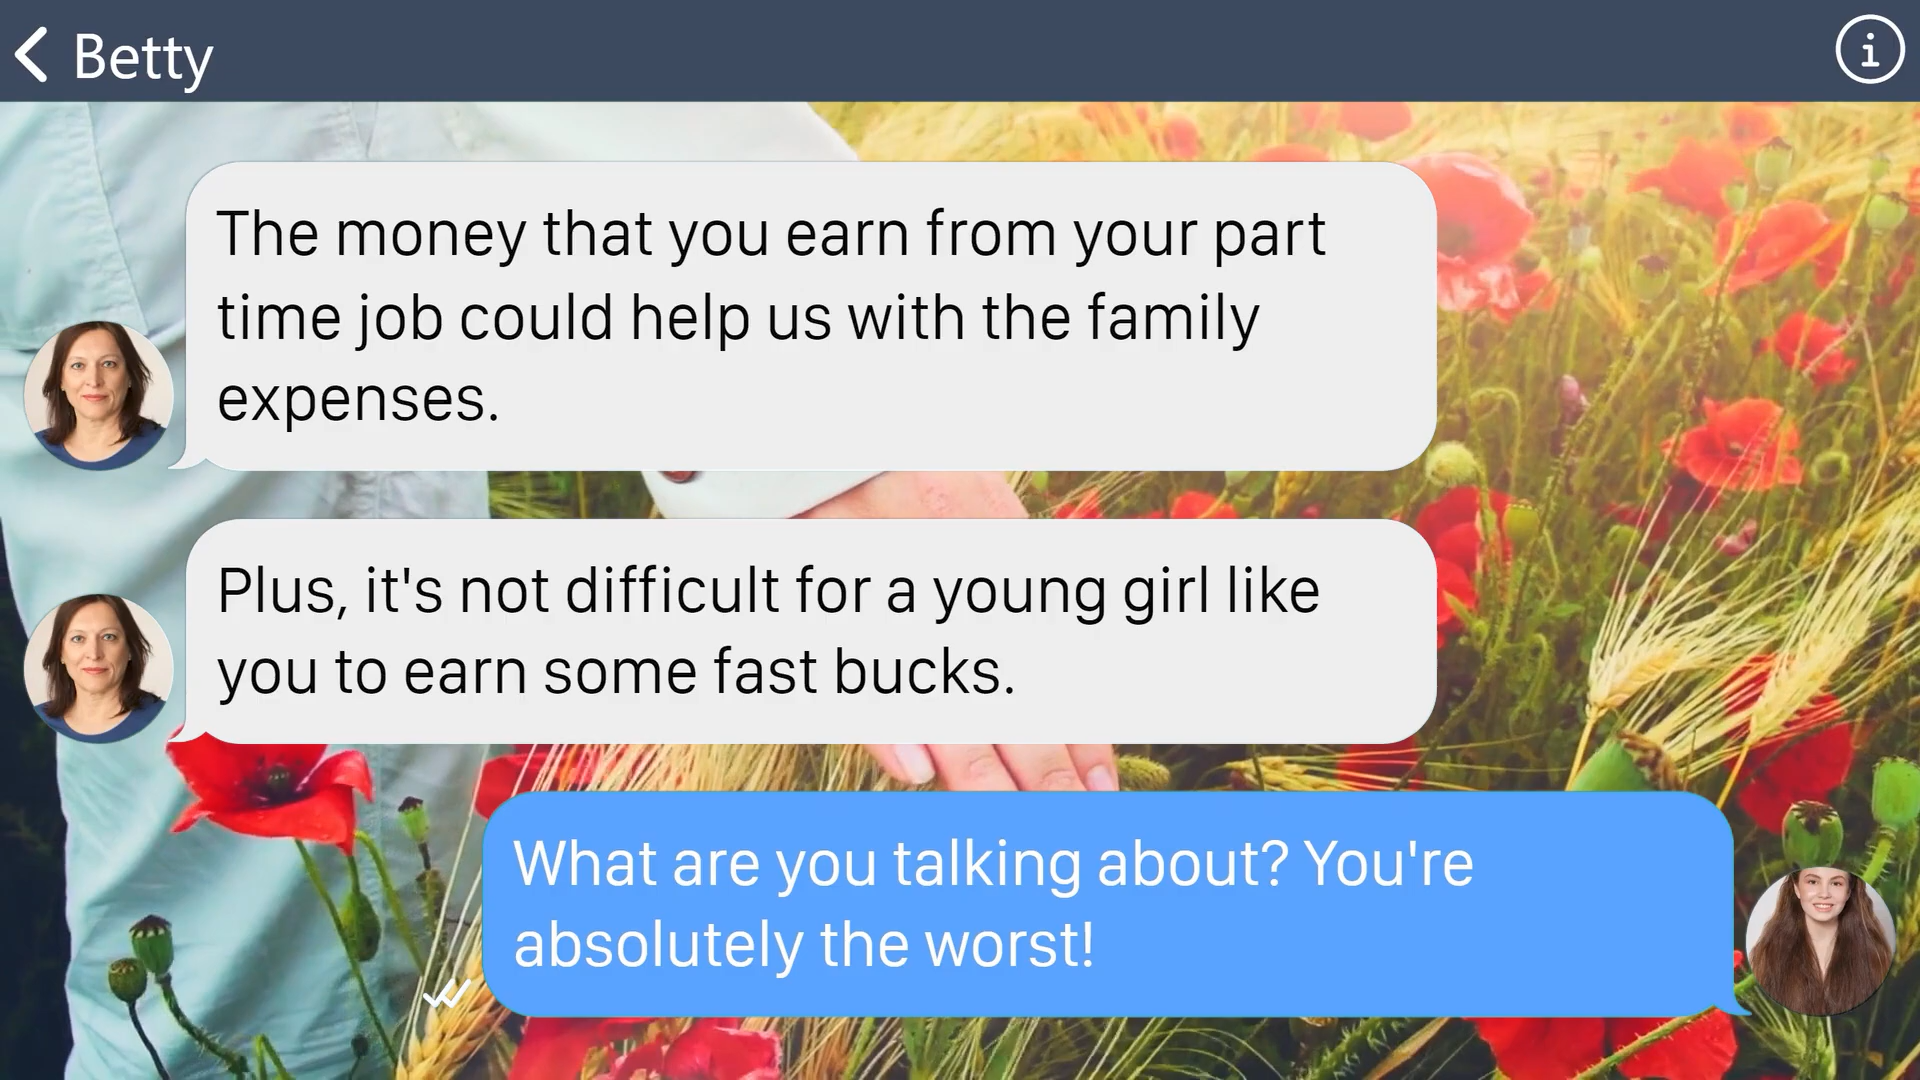 Betty
The money that you earn from your part
time job could help us with the family
expenses.
Plus, it's not difficult for a young girl like
you to earn some fast bucks.
What are you talking about? You're
absolutely the worst!